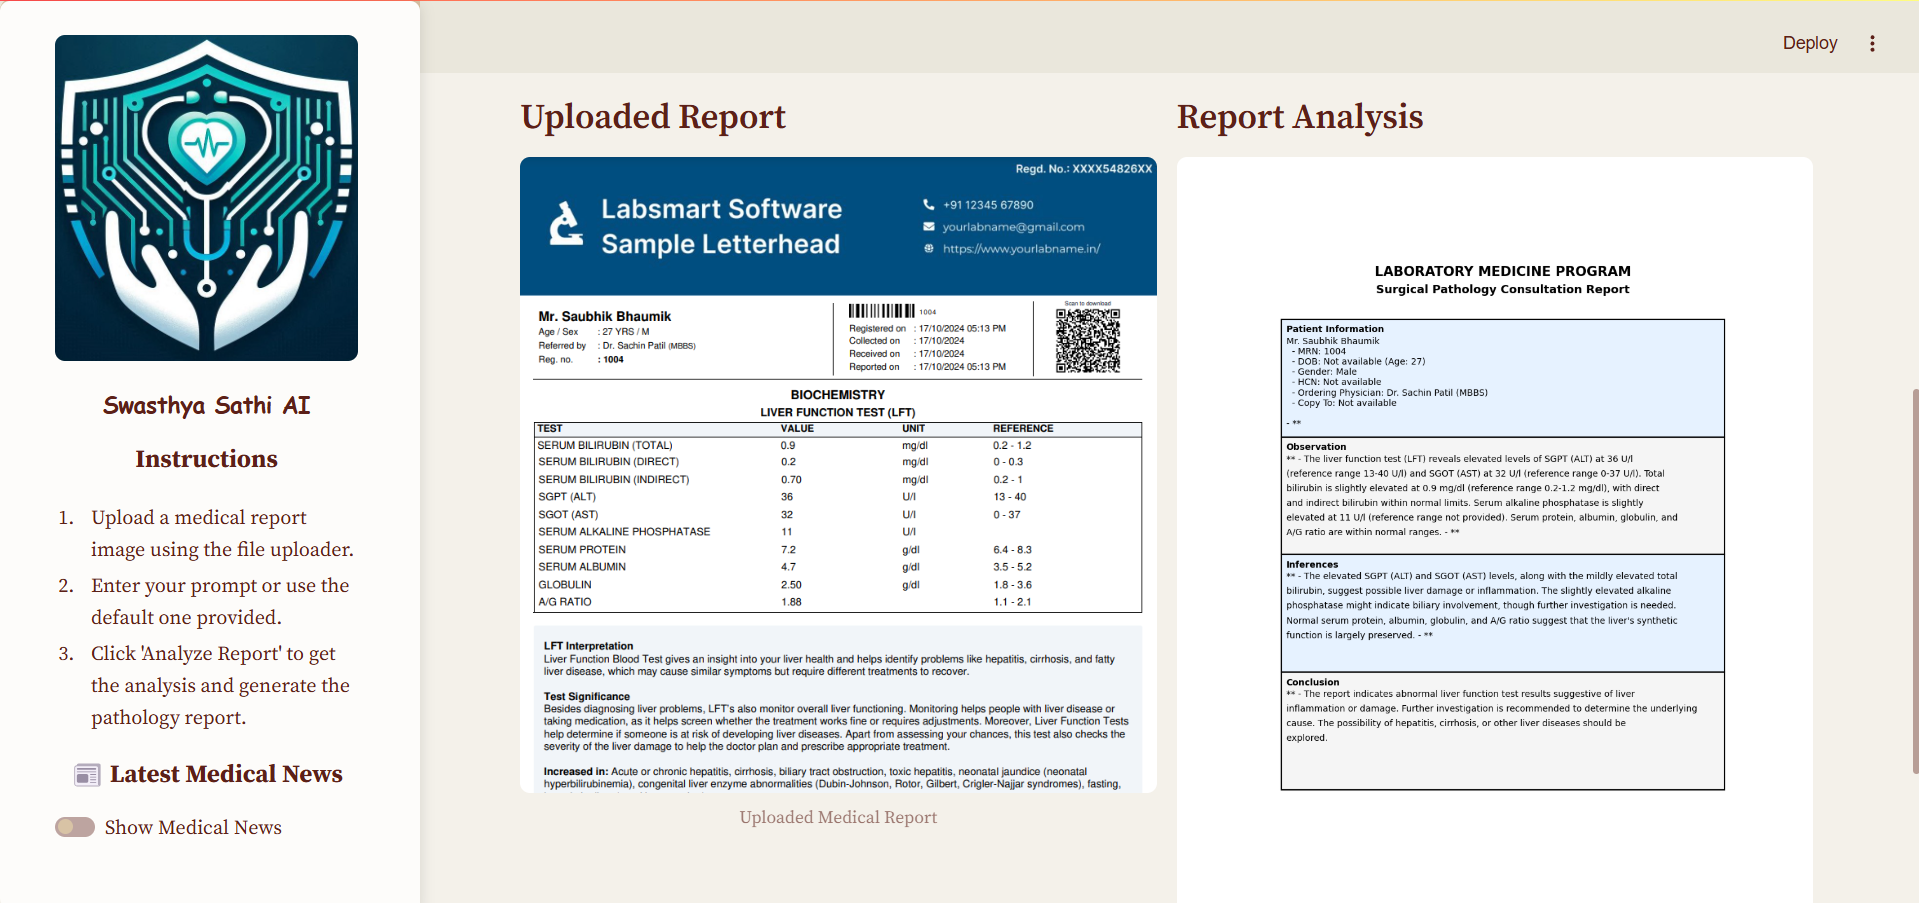 Deploy
Swasthya Sathi AI
Instructions
1. Upload a medical report
image using the file uploader.
2. Enter your prompt or use the
default one provided.
3. Click 'Analyze Report' to get
the analysis and generate the
pathology report.
Latest Medical News
Show Medical News
Uploaded Report
Regd. No.: XXXX54826XX
Labsmart Software
Sample Letterhead
+91 12345 67890
yourlabname@gmail.com
https://www.yourlabname.in/
Mr. Saubhik Bhaumik
Age / Sex : 27 YRS / M
Referred by : Dr. Sachin Patil (MBBS)
Reg. no. : 1004
1004
Registered on : 17/10/2024 05:13 PM
Collected on : 17/10/2024
Received on : 17/10/2024
Reported on : 17/10/2024 05:13 PM
Scan to download
BIOCHEMISTRY
LIVER FUNCTION TEST (LFT)
TEST VALUE UNIT REFERENCE
SERUM BILIRUBIN (TOTAL) 0.9 mg/dl 0.2 - 1.2
SERUM BILIRUBIN (DIRECT) 0.2 mg/dl 0 - 0.3
SERUM BILIRUBIN (INDIRECT) 0.70 mg/dl 0.2 - 1
SGPT (ALT) 36 U/l 13 - 40
SGOT (AST) 32 U/l 0 - 37
SERUM ALKALINE PHOSPHATASE 11 U/l
SERUM PROTEIN 7.2 g/dl 6.4 - 8.3
SERUM ALBUMIN 4.7 g/dl 3.5 - 5.2
GLOBULIN 2.50 g/dl 1.8 - 3.6
A/G RATIO 1.88 1.1 - 2.1
LFT Interpretation
Liver Function Blood Test gives an insight into your liver health and helps identify problems like hepatitis, cirrhosis, and fatty
liver disease, which may cause similar symptoms but require different treatments to recover.
Test Significance
Besides diagnosing liver problems, LFT's also monitor overall liver functioning. Monitoring helps people with liver disease or
taking medication, as it helps screen whether the treatment works fine or requires adjustments. Moreover, Liver Function Tests
help determine if someone is at risk of developing liver diseases. Apart from assessing your chances, this test also checks the
severity of the liver damage to help the doctor plan and prescribe appropriate treatment.
Increased in: Acute or chronic hepatitis, cirrhosis, biliary tract obstruction, toxic hepatitis, neonatal jaundice (neonatal
hyperbilirubinemia), congenital liver enzyme abnormalities (Dubin-Johnson, Rotor, Gilbert, Crigler-Najjar syndromes), fasting,
Uploaded Medical Report
Report Analysis
LABORATORY MEDICINE PROGRAM
Surgical Pathology Consultation Report
Patient Information
Mr. Saubhik Bhaumik
- MRN: 1004
- DOB: Not available (Age: 27)
- Gender: Male
- HCN: Not available
- Ordering Physician: Dr. Sachin Patil (MBBS)
- Copy To: Not available
- **
Observation
** - The liver function test (LFT) reveals elevated levels of SGPT (ALT) at 36 U/l
(reference range 13-40 U/l) and SGOT (AST) at 32 U/l (reference range 0-37 U/l). Total
bilirubin is slightly elevated at 0.9 mg/dl (reference range 0.2-1.2 mg/dl), with direct
and indirect bilirubin within normal limits. Serum alkaline phosphatase is slightly
elevated at 11 U/l (reference range not provided). Serum protein, albumin, globulin, and
A/G ratio are within normal ranges. - **
Inferences
** - The elevated SGPT (ALT) and SGOT (AST) levels, along with the mildly elevated total
bilirubin, suggest possible liver damage or inflammation. The slightly elevated alkaline
phosphatase might indicate biliary involvement, though further investigation is needed.
Normal serum protein, albumin, globulin, and A/G ratio suggest that the liver's synthetic
function is largely preserved. - **
Conclusion
** - The report indicates abnormal liver function test results suggestive of liver
inflammation or damage. Further investigation is recommended to determine the underlying
cause. The possibility of hepatitis, cirrhosis, or other liver diseases should be
explored.